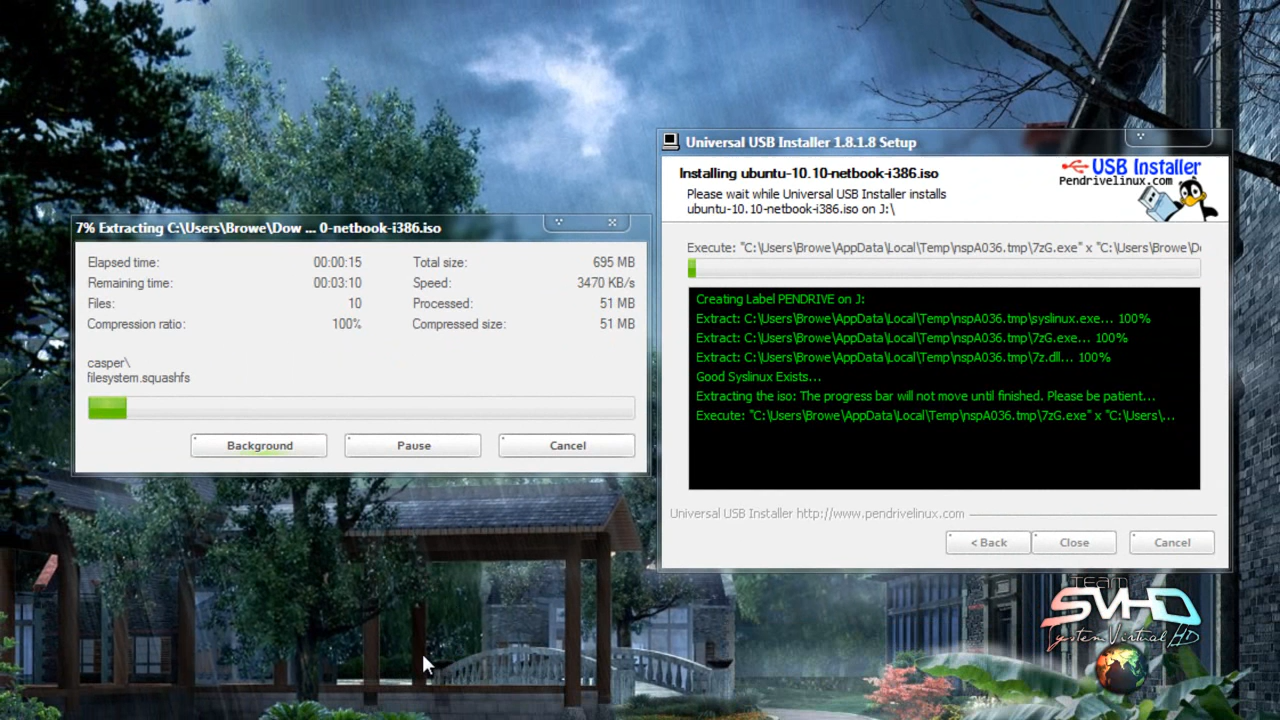 7% Extracting C:\Users\Browe\Dow ... 0-netbook-i386.iso
Elapsed time: 00:00:15 Total size: 695 MB
Remaining time: 00:03:10 Speed: 3470 KB/s
Files: 10 Processed: 51 MB
Compression ratio: 100% Compressed size: 51 MB
casper\
filesystem.squashfs
Background Pause Cancel
Universal USB Installer 1.8.1.8 Setup
Installing ubuntu-10.10-netbook-i386.iso
Please wait while Universal USB Installer installs
ubuntu-10.10-netbook-i386.iso on J:\
USB Installer
Pendrivelinux.com
Execute: "C:\Users\Browe\AppData\Local\Temp\nspA036.tmp\7zG.exe" x "C:\Users\Browe\Do
Creating Label PENDRIVE on J:
Extract: C:\Users\Browe\AppData\Local\Temp\nspA036.tmp\syslinux.exe... 100%
Extract: C:\Users\Browe\AppData\Local\Temp\nspA036.tmp\7zG.exe... 100%
Extract: C:\Users\Browe\AppData\Local\Temp\nspA036.tmp\7z.dll... 100%
Good Syslinux Exists...
Extracting the iso: The progress bar will not move until finished. Please be patient...
Execute: "C:\Users\Browe\AppData\Local\Temp\nspA036.tmp\7zG.exe" x "C:\Users\...
Universal USB Installer http://www.pendrivelinux.com
< Back Close Cancel
TEAM
SVHD
System Virtual HD